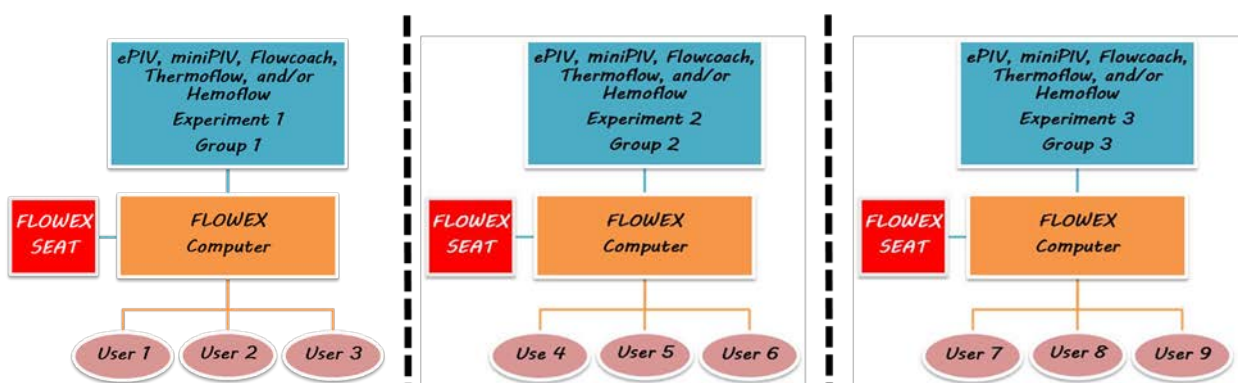 ePIV, miniPIV, Flowcoach,
Thermoflow, and/or
Hemoflow
Experiment 1
Group 1
FLOWEX
SEAT
FLOWEX
Computer
User 1
User 2
User 3
ePIV, miniPIV, Flowcoach,
Thermoflow, and/or
Hemoflow
Experiment 2
Group 2
FLOWEX
SEAT
FLOWEX
Computer
Use 4
User 5
User 6
ePIV, miniPIV, Flowcoach,
Thermoflow, and/or
Hemoflow
Experiment 3
Group 3
FLOWEX
SEAT
FLOWEX
Computer
User 7
User 8
User 9